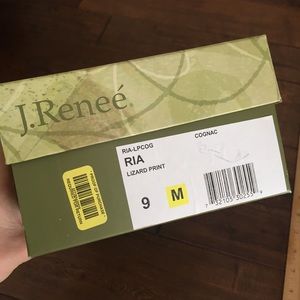 J.Reneé
RIA-LPCOG
COGNAC
RIA
LIZARD PRINT
9
M